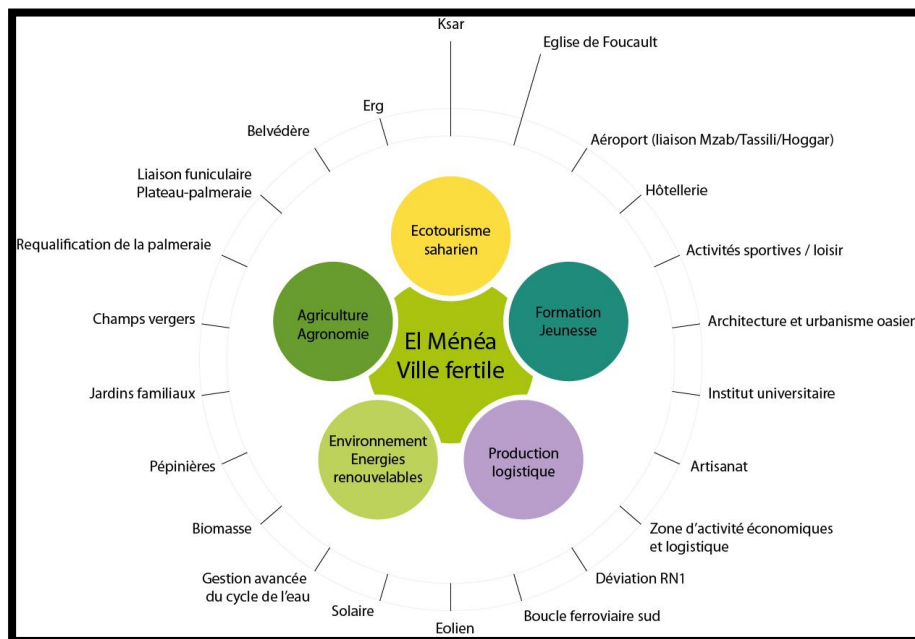 Ksar
Eglise de Foucault
Aéroport (liaison Mzab/Tassili/Hoggar)
Hôtellerie
Activités sportives / loisir
Architecture et urbanisme oasien
Institut universitaire
Artisanat
Zone d’activité économiques
et logistique
Déviation RN1
Boucle ferroviaire sud
Eolien
Solaire
Gestion avancée
du cycle de l’eau
Biomasse
Pépinières
Jardins familiaux
Champs vergers
Requalification de la palmeraie
Liaison funiculaire
Plateau-palmeraie
Belvédère
Erg
Ecotourisme
saharien
Formation
Jeunesse
Production
logistique
Environnement
Energies
renouvelables
Agriculture
Agronomie
El Ménéa
Ville fertile